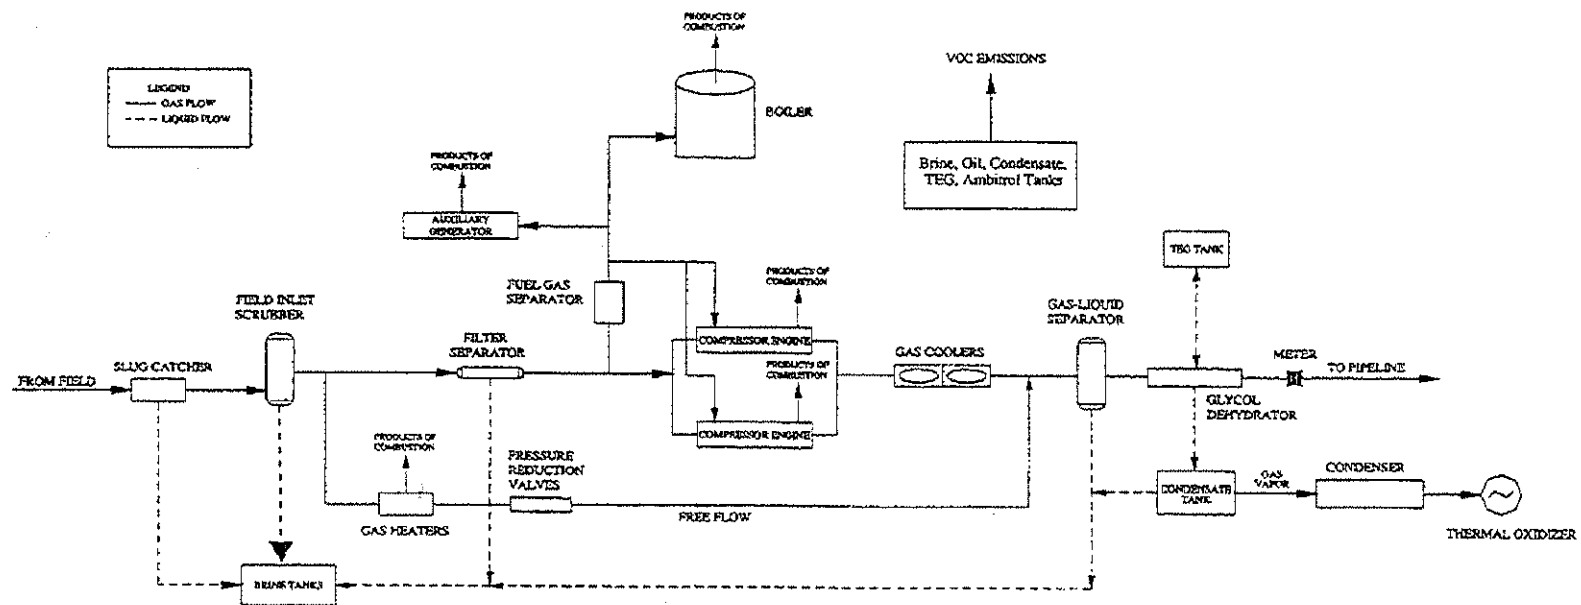 PRODUCTS OF
COMBUSTION
VOC EMISSIONS
LEGEND
GAS FLOW
LIQUID FLOW
BOILER
PRODUCTS OF
COMBUSTION
Brine, Oil, Condensate,
TEG, Ambitrol Tanks
AUXILIARY
GENERATOR
TEG TANK
FUEL GAS
SEPARATOR
PRODUCTS OF
COMBUSTION
FIELD INLET
SCRUBBER
GAS-LIQUID
SEPARATOR
FILTER
SEPARATOR
COMPRESSOR ENGINE
GAS COOLERS
METER
SLUG CATCHER
PRODUCTS OF
COMBUSTION
FROM FIELD
TO PIPELINE
GLYCOL
DEHYDRATOR
COMPRESSOR ENGINE
PRODUCTS OF
COMBUSTION
PRESSURE
REDUCTION
VALVES
GAS
VAPOR
CONDENSER
CONDENSATE
TANK
FREE FLOW
GAS HEATERS
THERMAL OXIDIZER
BRINE TANKS